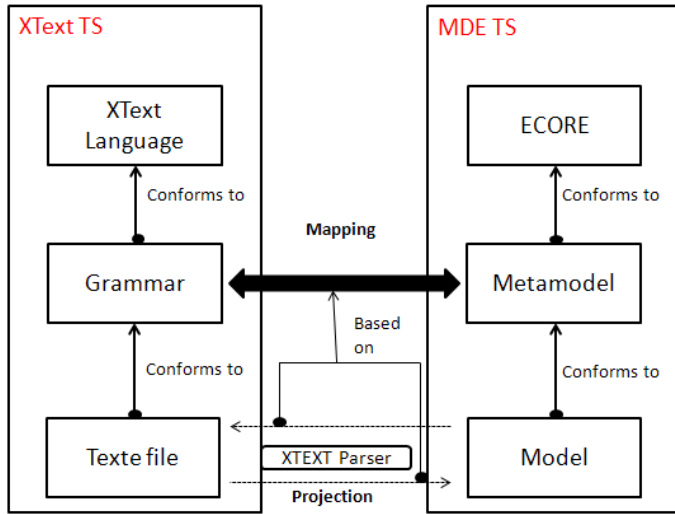 XText TS
MDE TS
XText
Language
ECORE
Conforms to
Conforms to
Mapping
Grammar
Metamodel
Based
on
Conforms to
Conforms to
Texte file
XTEXT Parser
Model
Projection